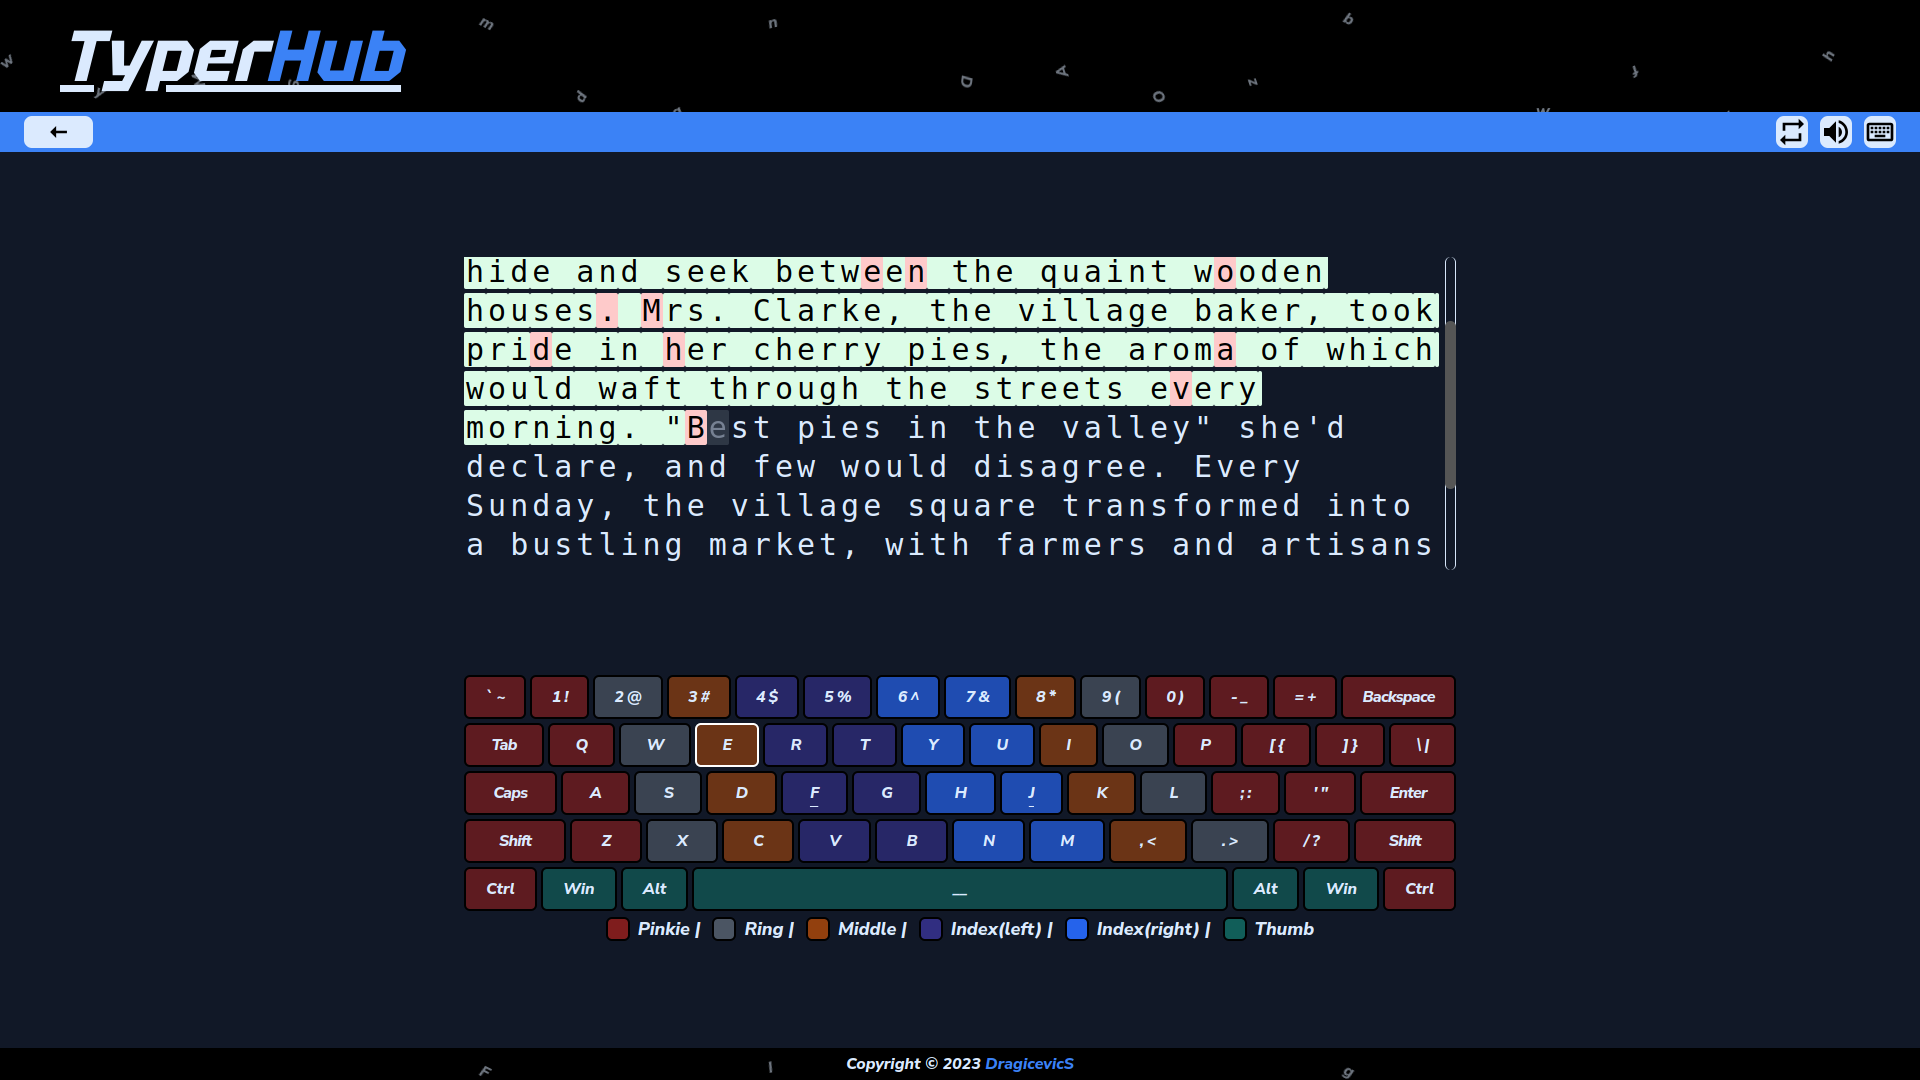 TyperHub
hide and seek between the quaint wooden
houses. Mrs. Clarke, the village baker, took
pride in her cherry pies, the aroma of which
would waft through the streets every
morning. "Best pies in the valley" she'd
declare, and few would disagree. Every
Sunday, the village square transformed into
a bustling market, with farmers and artisans
` ~ 1 ! 2 @ 3 # 4 $ 5 % 6 ^ 7 & 8 * 9 ( 0 ) - _ = + Backspace
Tab Q W E R T Y U I O P [ { ] } \ |
Caps A S D F G H J K L ; : ' " Enter
Shift Z X C V B N M , < . > / ? Shift
Ctrl Win Alt __ Alt Win Ctrl
Pinkie | Ring | Middle | Index(left) | Index(right) | Thumb
Copyright © 2023 DragicevicS